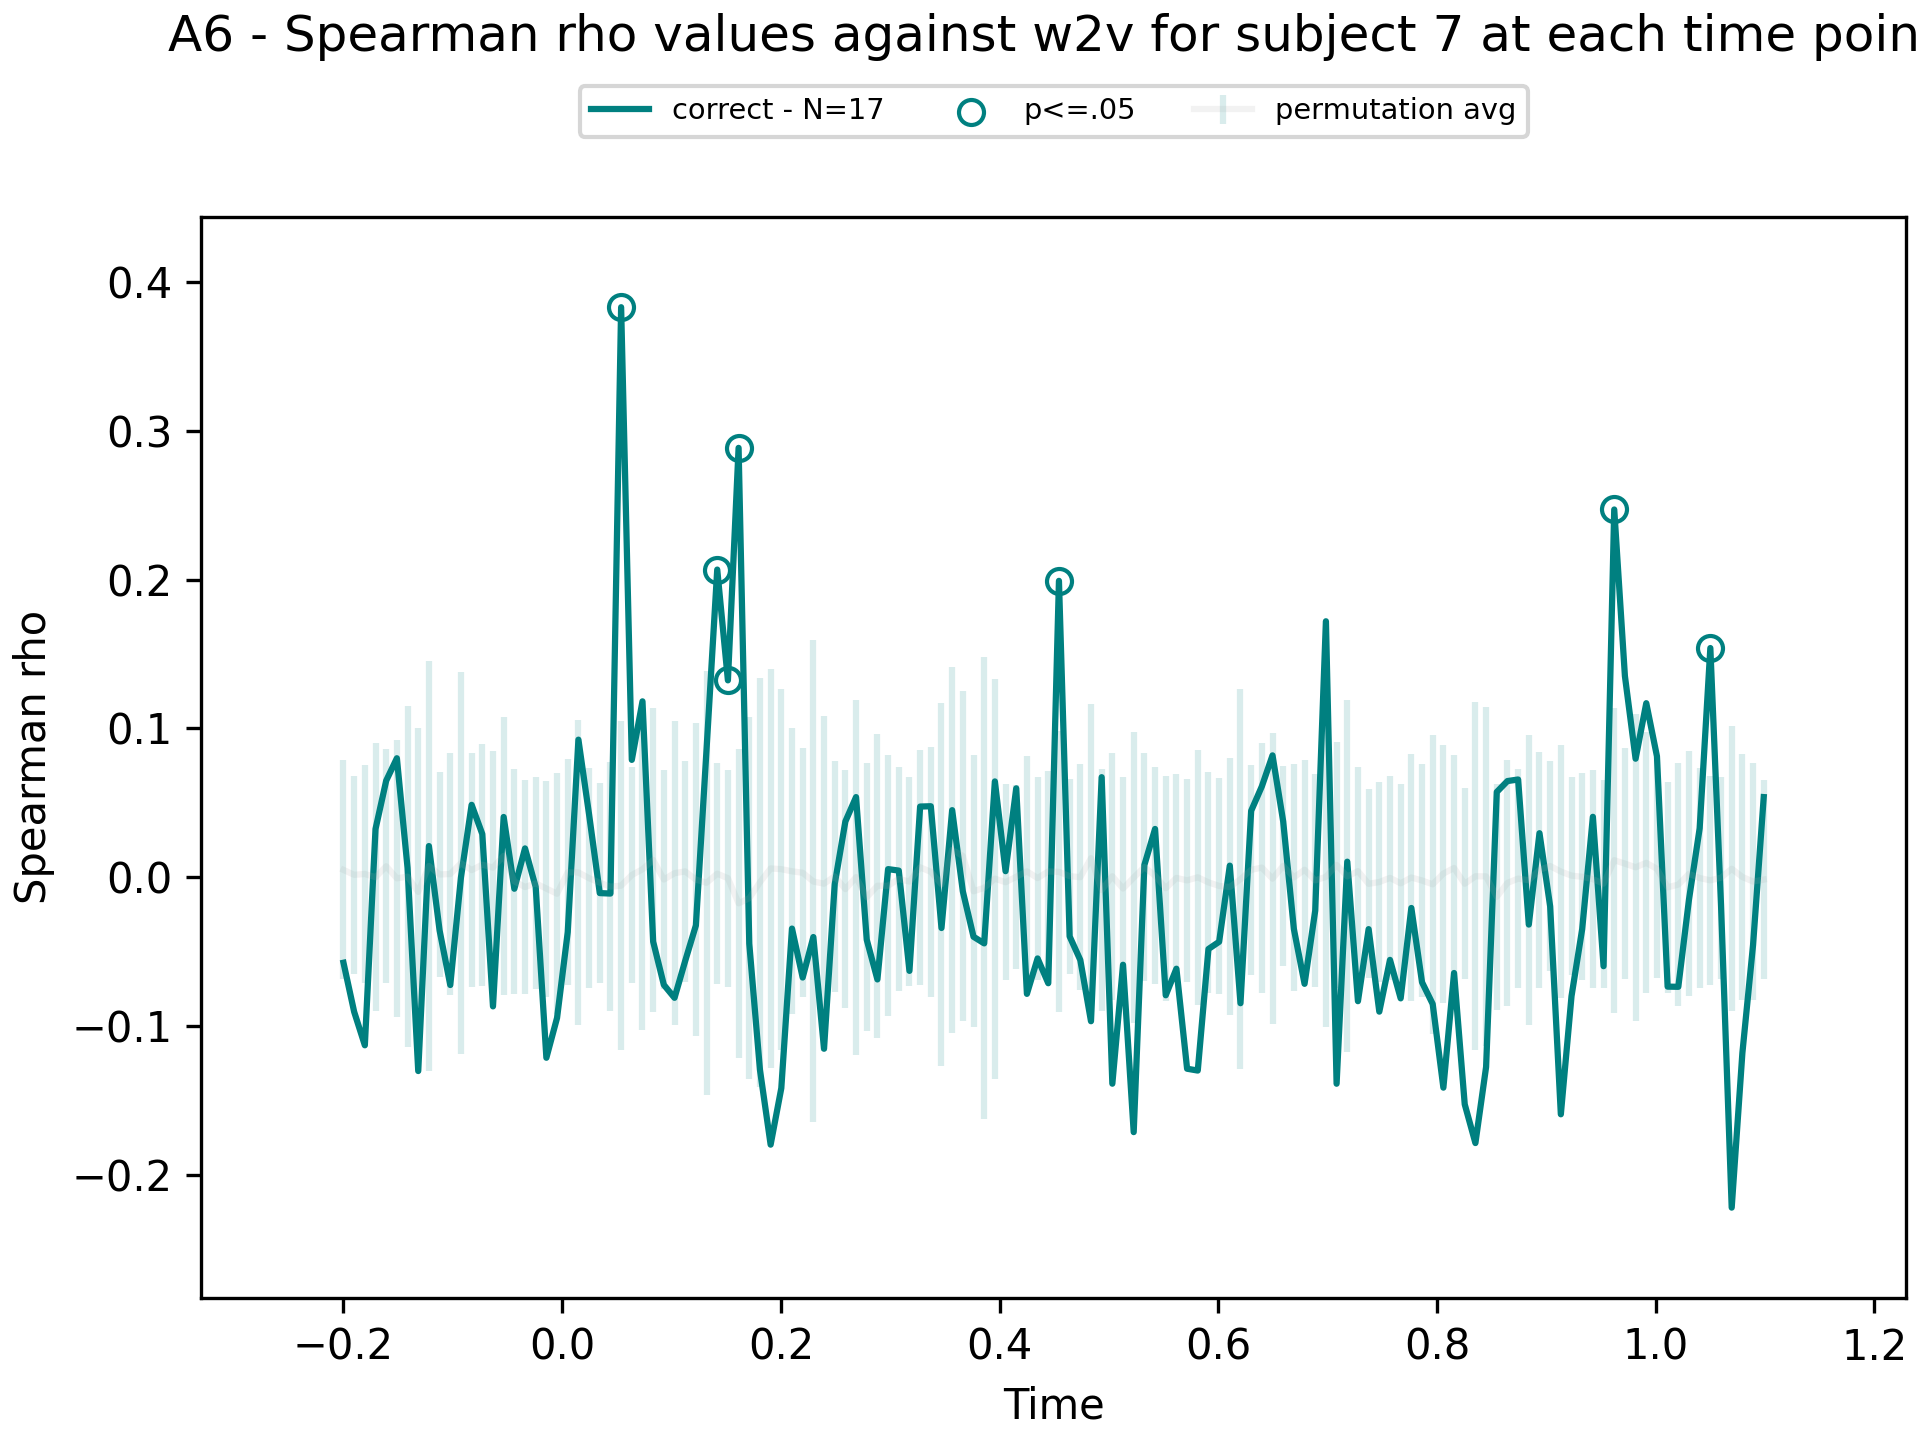 A6 - Spearman rho values against w2v for subject 7 at each time poin
correct - N=17 p<=.05 permutation avg
0.4
0.3
0.2
0.1
0.0
−0.1
−0.2
Spearman rho
−0.2 0.0 0.2 0.4 0.6 0.8 1.0 1.2
Time